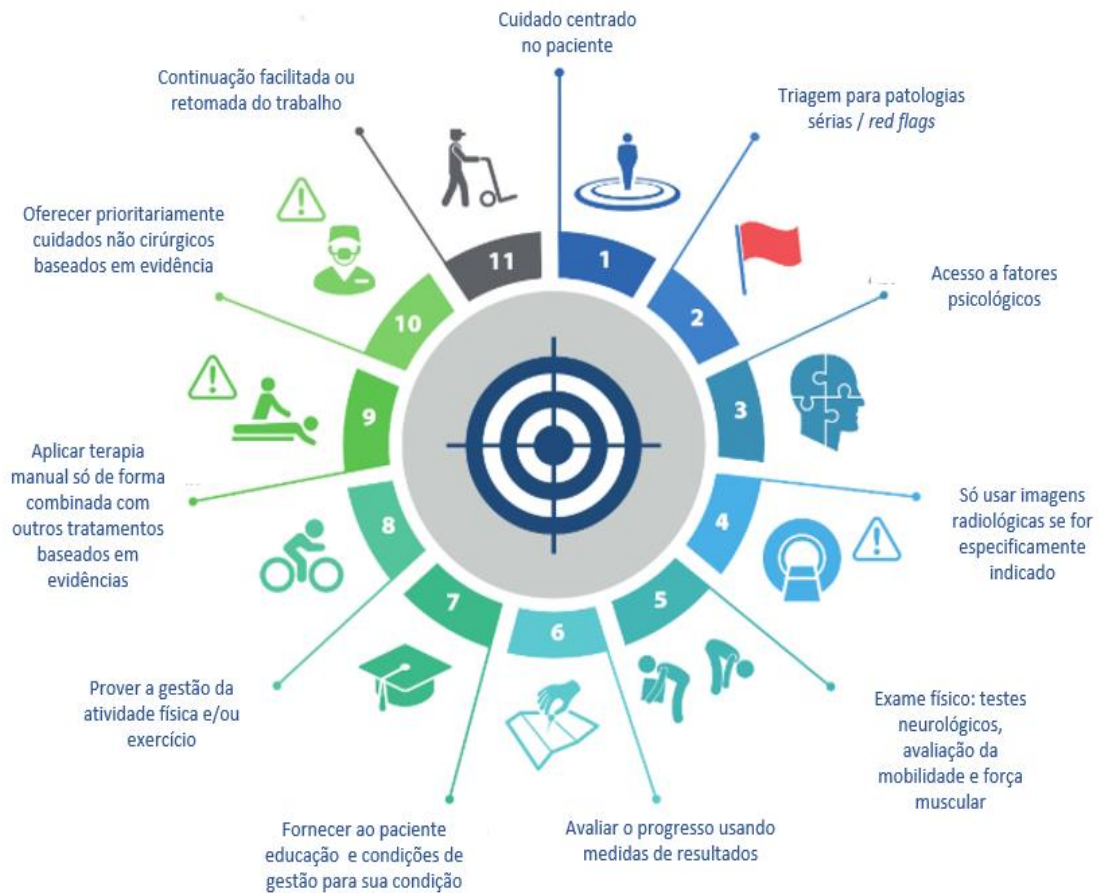 Cuidado centrado
no paciente
Triagem para patologias
sérias / red flags
Acesso a fatores
psicológicos
Só usar imagens
radiológicas se for
especificamente
indicado
Exame físico: testes
neurológicos,
avaliação da
mobilidade e força
muscular
Avaliar o progresso usando
medidas de resultados
Fornecer ao paciente
educação e condições de
gestão para sua condição
Prover a gestão da
atividade física e/ou
exercício
Aplicar terapia
manual só de forma
combinada com
outros tratamentos
baseados em
evidências
Oferecer prioritariamente
cuidados não cirúrgicos
baseados em evidência
Continuação facilitada ou
retomada do trabalho
1
2
3
4
5
6
7
8
9
10
11